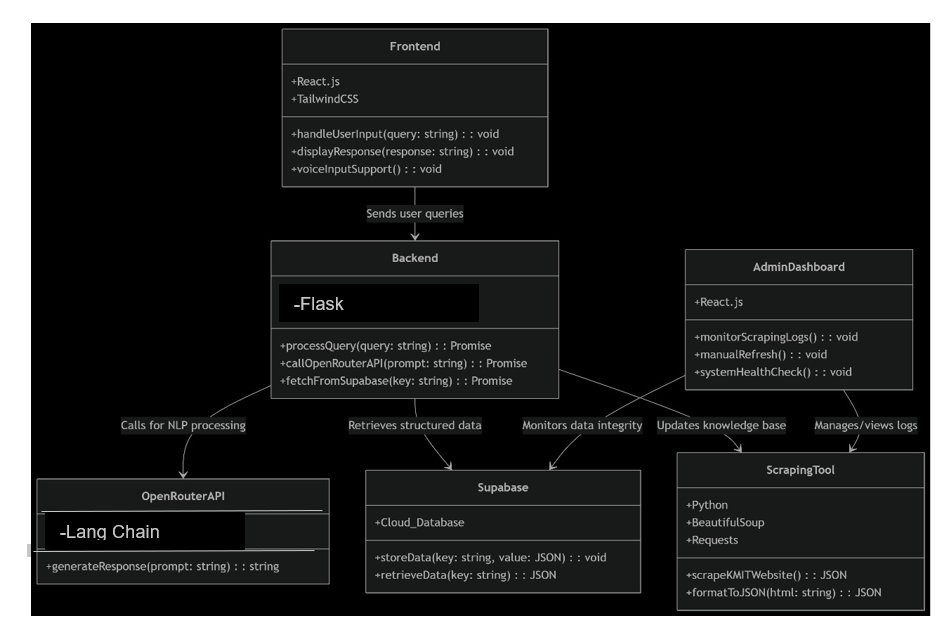 Frontend
+React.js
+TailwindCSS
+handleUserInput(query: string) : : void
+displayResponse(response: string) : : void
+voiceInputSupport() : : void
Sends user queries
Backend
-Flask
+processQuery(query: string) : : Promise
+callOpenRouterAPI(prompt: string) : : Promise
+fetchFromSupabase(key: string) : : Promise
AdminDashboard
+React.js
+monitorScrapingLogs() : : void
+manualRefresh() : : void
+systemHealthCheck() : : void
Calls for NLP processing
Retrieves structured data
Monitors data integrity
Updates knowledge base
Manages/views logs
OpenRouterAPI
-Lang Chain
+generateResponse(prompt: string) : : string
Supabase
+Cloud_Database
+storeData(key: string, value: JSON) : : void
+retrieveData(key: string) : : JSON
ScrapingTool
+Python
+BeautifulSoup
+Requests
+scrapeKMITWebsite() : : JSON
+formatToJSON(html: string) : : JSON